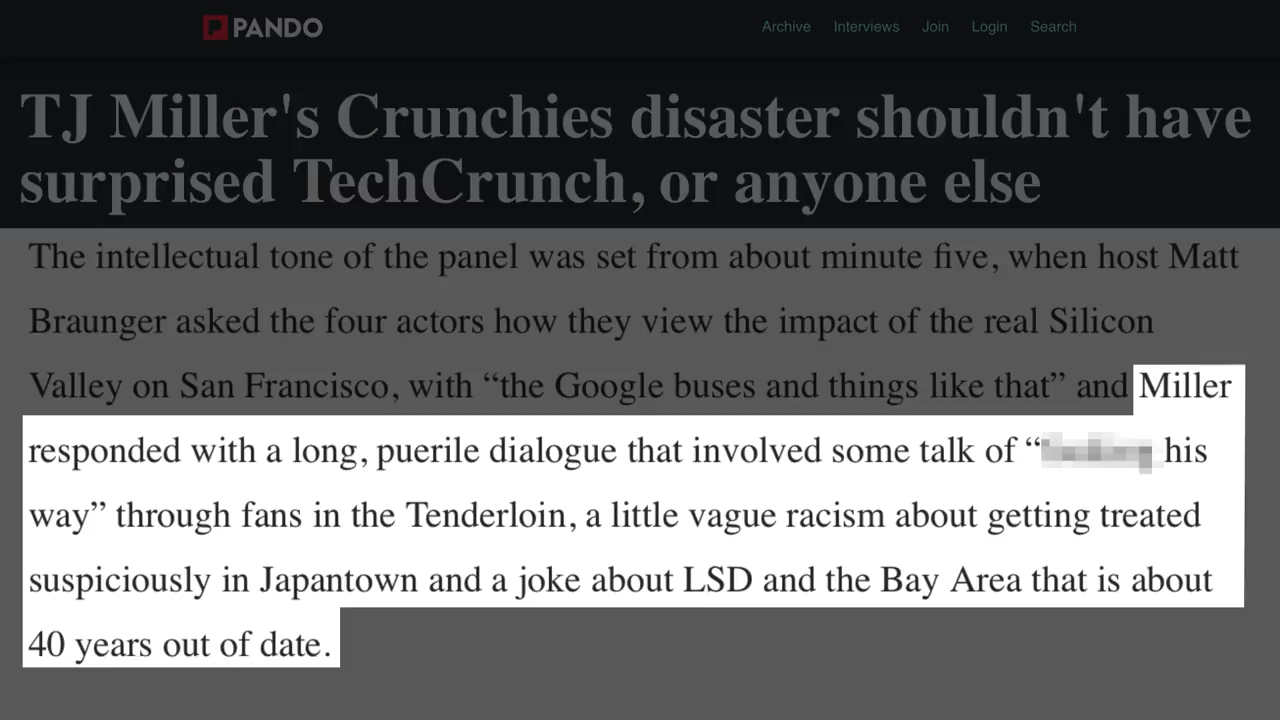 PANDO
Archive Interviews Join Login Search
TJ Miller's Crunchies disaster shouldn't have
surprised TechCrunch, or anyone else
The intellectual tone of the panel was set from about minute five, when host Matt
Braunger asked the four actors how they view the impact of the real Silicon
Valley on San Francisco, with “the Google buses and things like that” and Miller
responded with a long, puerile dialogue that involved some talk of “ his
way” through fans in the Tenderloin, a little vague racism about getting treated
suspiciously in Japantown and a joke about LSD and the Bay Area that is about
40 years out of date.